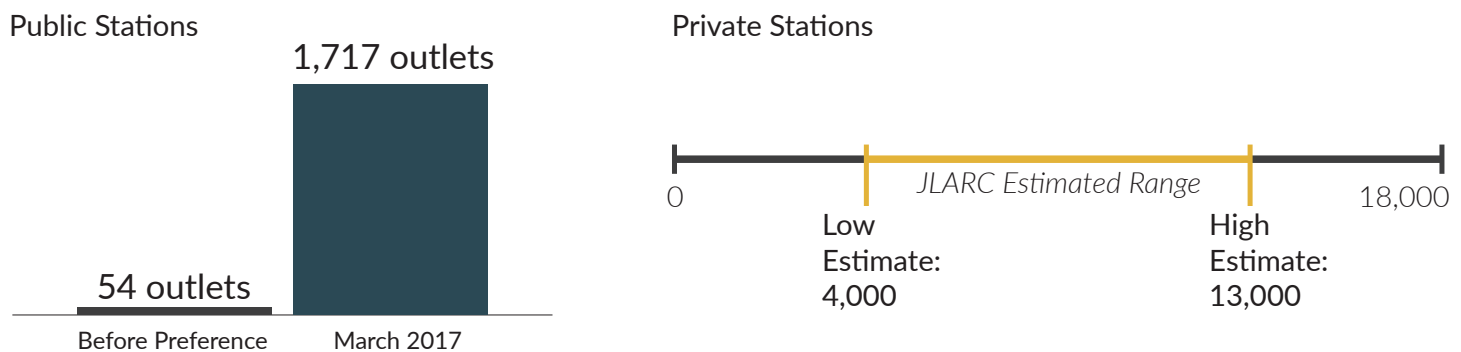 Public Stations
1,717 outlets
54 outlets
Before Preference
March 2017
Private Stations
JLARC Estimated Range
0
18,000
Low
Estimate:
4,000
High
Estimate:
13,000